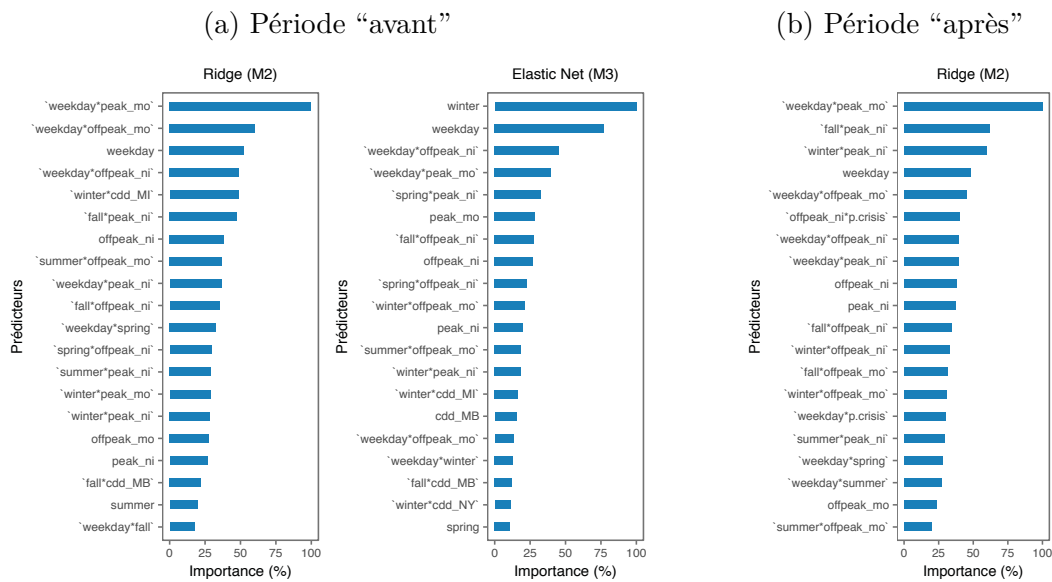 (a) Période “avant”
(b) Période “après”
Ridge (M2)
Prédicteurs
`weekday*peak_mo`
`weekday*offpeak_mo`
weekday
`weekday*offpeak_ni`
`winter*cdd_MI`
`fall*peak_ni`
offpeak_ni
`summer*offpeak_mo`
`weekday*peak_ni`
`fall*offpeak_ni`
`weekday*spring`
`spring*offpeak_ni`
`summer*peak_ni`
`winter*peak_mo`
`winter*peak_ni`
offpeak_mo
peak_ni
`fall*cdd_MB`
summer
`weekday*fall`
0 25 50 75 100
Importance (%)
Elastic Net (M3)
Prédicteurs
winter
weekday
`weekday*offpeak_ni`
`weekday*peak_mo`
`spring*peak_ni`
peak_mo
`fall*offpeak_ni`
offpeak_ni
`spring*offpeak_ni`
`winter*offpeak_mo`
peak_ni
`summer*offpeak_mo`
`winter*peak_ni`
`winter*cdd_MI`
cdd_MB
`weekday*offpeak_mo`
`weekday*winter`
`fall*cdd_MB`
`winter*cdd_NY`
spring
0 25 50 75 100
Importance (%)
Ridge (M2)
Prédicteurs
`weekday*peak_mo`
`fall*peak_ni`
`winter*peak_ni`
weekday
`weekday*offpeak_mo`
`offpeak_ni*p.crisis`
`weekday*offpeak_ni`
`weekday*peak_ni`
offpeak_ni
peak_ni
`fall*offpeak_ni`
`winter*offpeak_ni`
`fall*offpeak_mo`
`winter*offpeak_mo`
`weekday*p.crisis`
`summer*peak_ni`
`weekday*spring`
`weekday*summer`
offpeak_mo
`summer*offpeak_mo`
0 25 50 75 100
Importance (%)